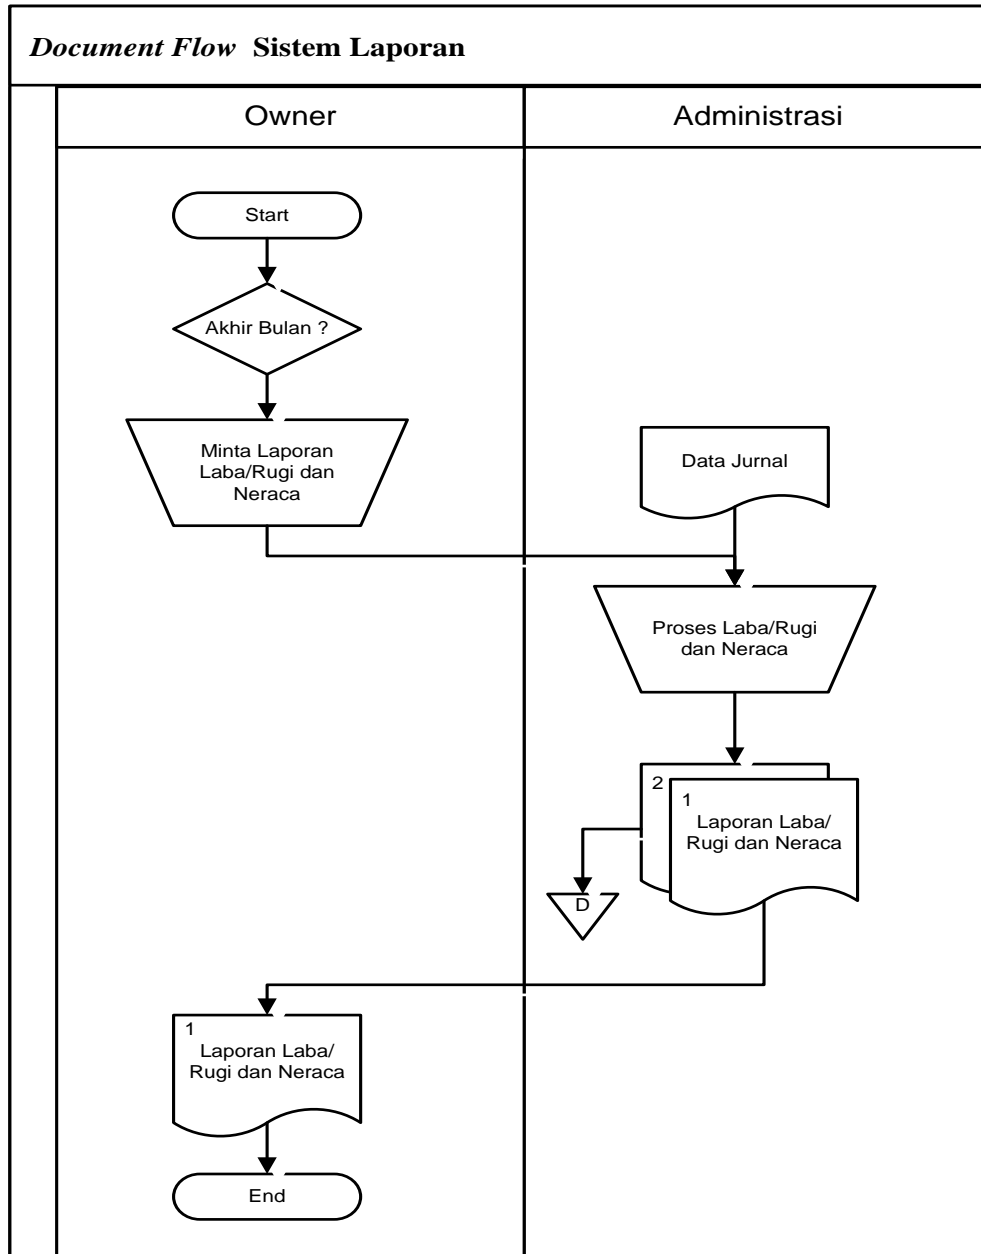 Document Flow Sistem Laporan
Owner
Administrasi
Start
Akhir Bulan ?
Minta Laporan
Laba/Rugi dan
Neraca
Data Jurnal
Proses Laba/Rugi
dan Neraca
2
1
Laporan Laba/
Rugi dan Neraca
D
1
Laporan Laba/
Rugi dan Neraca
End